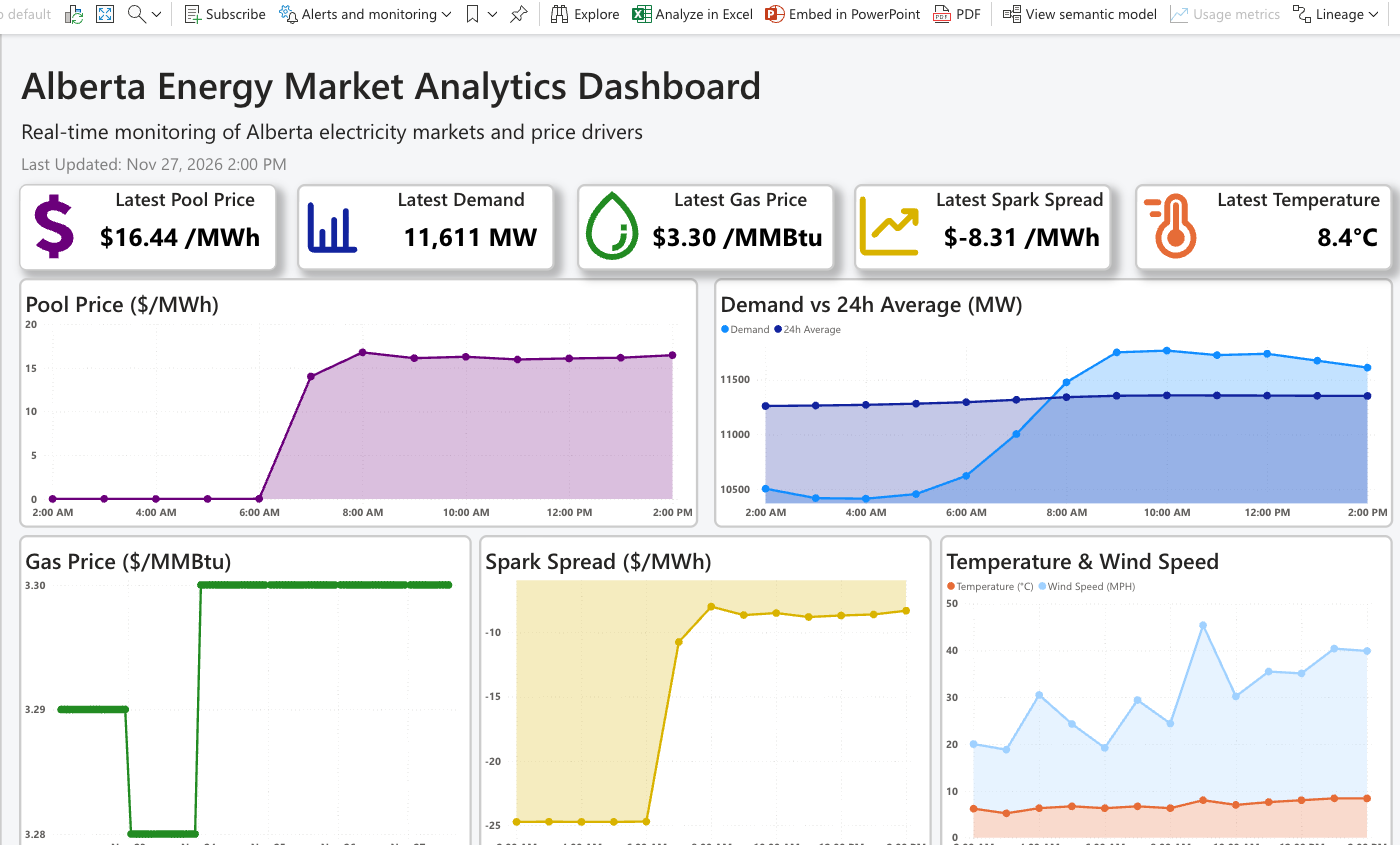 default
Subscribe
Alerts and monitoring
Explore
Analyze in Excel
Embed in PowerPoint
PDF
View semantic model
Usage metrics
Lineage
Alberta Energy Market Analytics Dashboard
Real-time monitoring of Alberta electricity markets and price drivers
Last Updated: Nov 27, 2026 2:00 PM
Latest Pool Price
$16.44 /MWh
Latest Demand
11,611 MW
Latest Gas Price
$3.30 /MMBtu
Latest Spark Spread
$-8.31 /MWh
Latest Temperature
8.4°C
Pool Price ($/MWh)
20
15
10
5
0
2:00 AM 4:00 AM 6:00 AM 8:00 AM 10:00 AM 12:00 PM 2:00 PM
Demand vs 24h Average (MW)
Demand 24h Average
11500
11000
10500
2:00 AM 4:00 AM 6:00 AM 8:00 AM 10:00 AM 12:00 PM 2:00 PM
Gas Price ($/MMBtu)
3.30
3.29
3.28
Spark Spread ($/MWh)
-10
-15
-20
-25
Temperature & Wind Speed
Temperature (°C) Wind Speed (MPH)
50
40
30
20
10
0